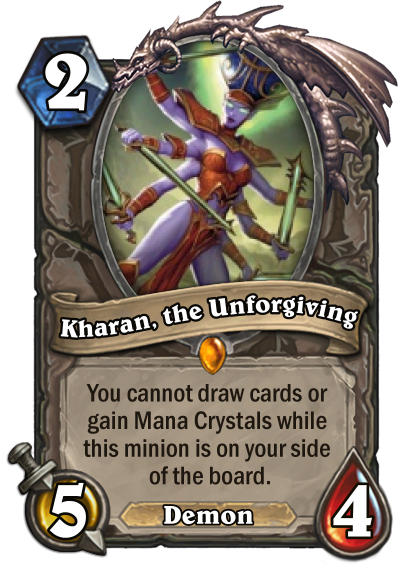 2
Kharan, the Unforgiving
You cannot draw cards or
gain Mana Crystals while
this minion is on your side
of the board.
5
Demon
4